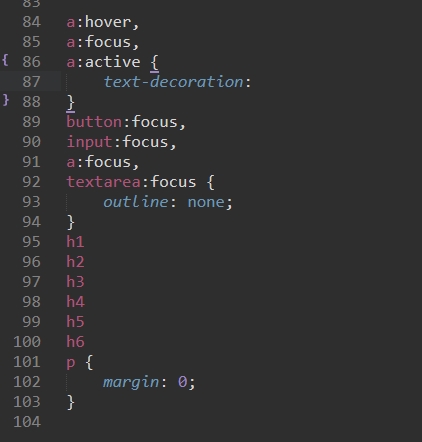 83
84 a:hover,
85 a:focus,
{ 86 a:active {
87 text-decoration:
} 88 }
89 button:focus,
90 input:focus,
91 a:focus,
92 textarea:focus {
93 outline: none;
94 }
95 h1
96 h2
97 h3
98 h4
99 h5
100 h6
101 p {
102 margin: 0;
103 }
104